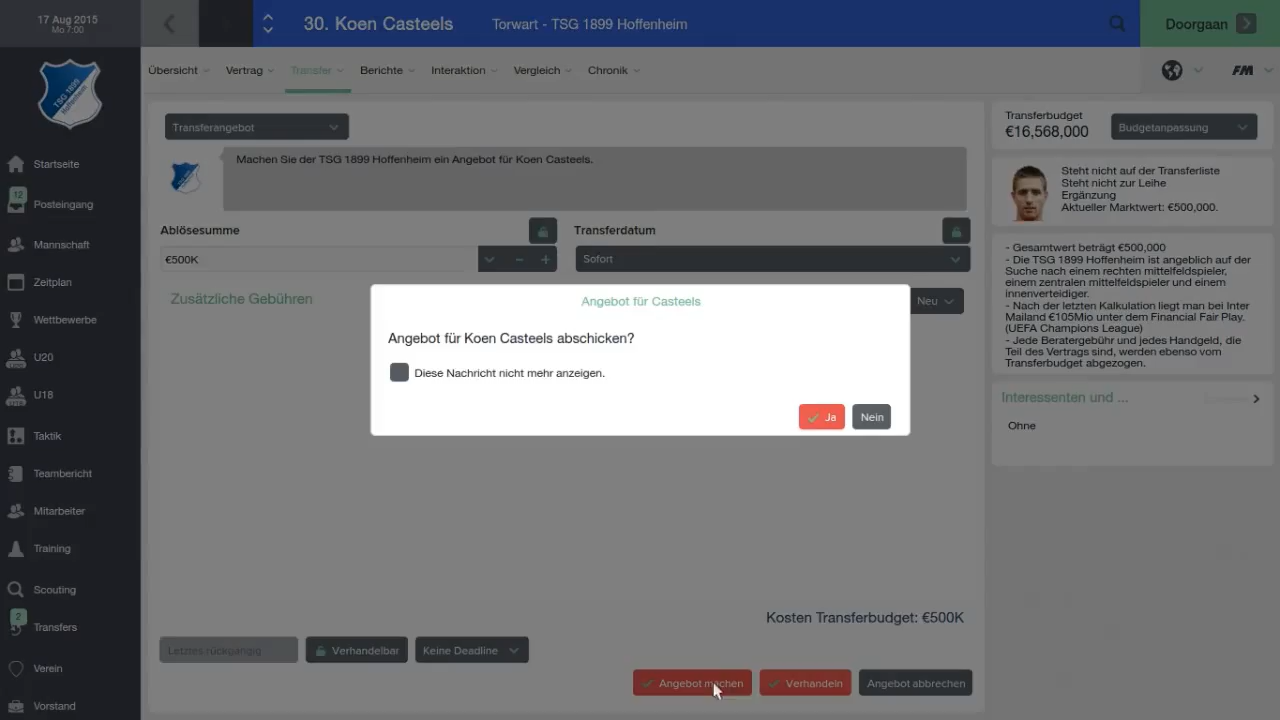 17 Aug 2015
Mo 7:00
30. Koen Casteels
Torwart - TSG 1899 Hoffenheim
Doorgaan
Übersicht
Vertrag
Transfer
Berichte
Interaktion
Vergleich
Chronik
FM
TSG 1899
Hoffenheim
Startseite
12
Posteingang
Mannschaft
Zeitplan
Wettbewerbe
U20
U18
Taktik
Teambericht
Mitarbeiter
Training
Scouting
2
Transfers
Verein
Vorstand
Transferangebot
Machen Sie der TSG 1899 Hoffenheim ein Angebot für Koen Casteels.
Ablösesumme
€500K
Transferdatum
Sofort
Zusätzliche Gebühren
Neu
Angebot für Casteels
Angebot für Koen Casteels abschicken?
Diese Nachricht nicht mehr anzeigen.
Ja
Nein
Kosten Transferbudget: €500K
Letztes rückgängig
Verhandelbar
Keine Deadline
Angebot machen
Verhandeln
Angebot abbrechen
Transferbudget
€16,568,000
Budgetanpassung
Steht nicht auf der Transferliste
Steht nicht zur Leihe
Ergänzung
Aktueller Marktwert: €500,000.
- Gesamtwert beträgt €500,000
- Die TSG 1899 Hoffenheim ist angeblich auf der
Suche nach einem rechten mittelfeldspieler,
einem zentralen mittelfeldspieler und einem
innenverteidiger.
- Nach der letzten Kalkulation liegt man bei Inter
Mailand €105Mio unter dem Financial Fair Play.
(UEFA Champions League)
- Jede Beratergebühr und jedes Handgeld, die
Teil des Vertrags sind, werden ebenso vom
Transferbudget abgezogen.
Interessenten und ...
Ohne